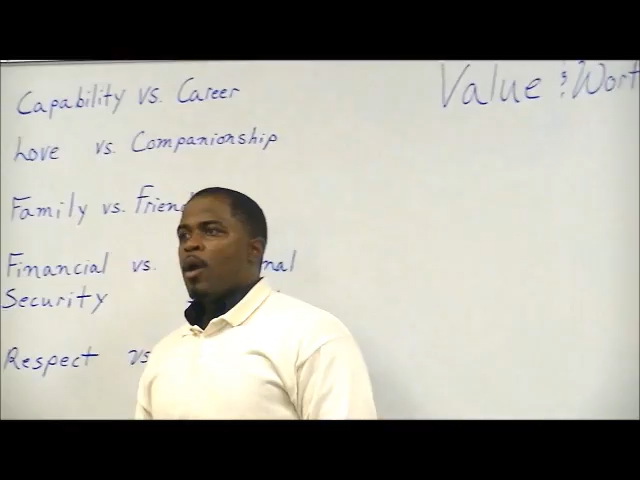 Capability vs. Career
Value & Wort
Love vs. Companionship
Family vs. Frien
Financial vs. nal
Security
Respect vs